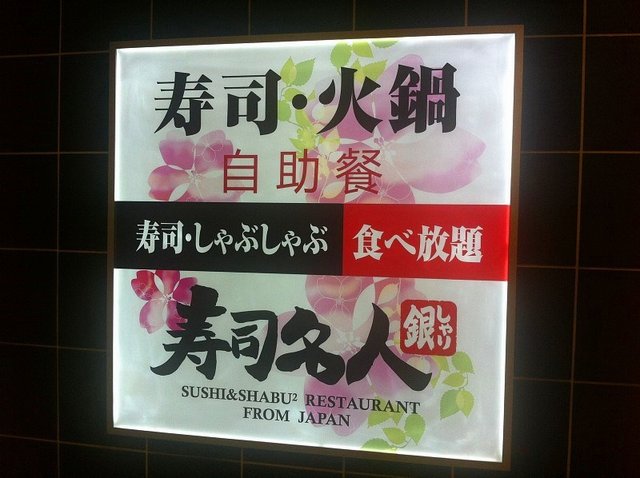 寿司・火鍋
自助餐
寿司・しゃぶしゃぶ 食べ放題
寿司名人 銀しゃり
SUSHI&SHABU² RESTAURANT
FROM JAPAN